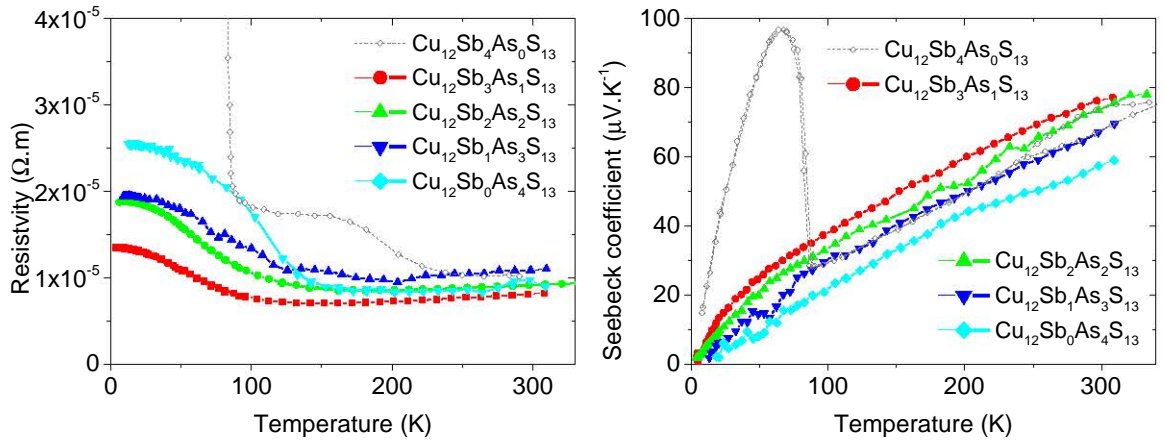 4x10⁻⁵
3x10⁻⁵
2x10⁻⁵
1x10⁻⁵
0
Resistvity (Ω.m)
Cu₁₂Sb₄As₀S₁₃
Cu₁₂Sb₃As₁S₁₃
Cu₁₂Sb₂As₂S₁₃
Cu₁₂Sb₁As₃S₁₃
Cu₁₂Sb₀As₄S₁₃
0 100 200 300
Temperature (K)
100
80
60
40
20
0
Seebeck coefficient (µV.K⁻¹)
Cu₁₂Sb₄As₀S₁₃
Cu₁₂Sb₃As₁S₁₃
Cu₁₂Sb₂As₂S₁₃
Cu₁₂Sb₁As₃S₁₃
Cu₁₂Sb₀As₄S₁₃
0 100 200 300
Temperature (K)